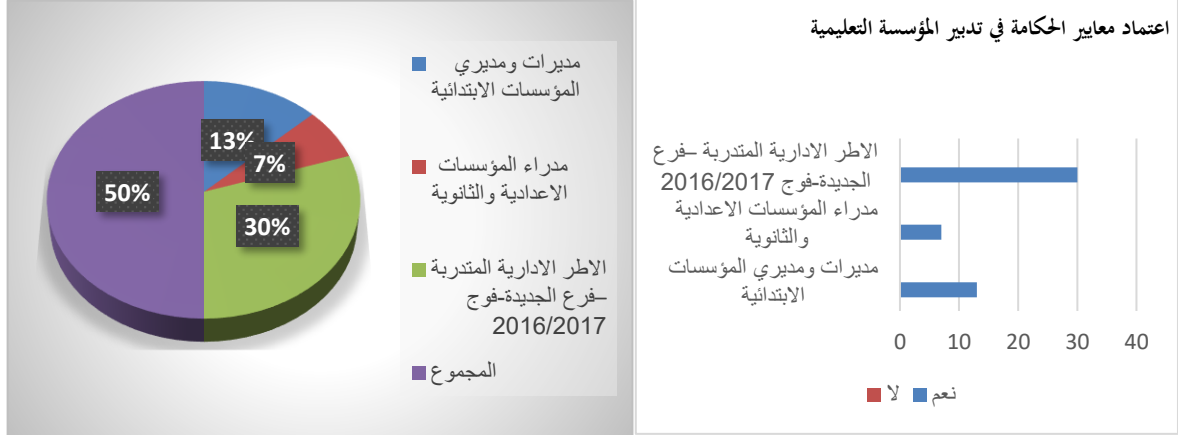 اعتماد معايير الحكامة في تدبير المؤسسة التعليمية
الاطر الادارية المتدربة –فرع
الجديدة-فوج 2016/2017
مدراء المؤسسات الاعدادية
والثانوية
مديرات ومديري المؤسسات
الابتدائية
0 10 20 30 40
نعم لا
مديرات ومديري
المؤسسات الابتدائية
مدراء المؤسسات
الاعدادية والثانوية
الاطر الادارية المتدربة
–فرع الجديدة-فوج
2016/2017
المجموع
13%
7%
30%
50%